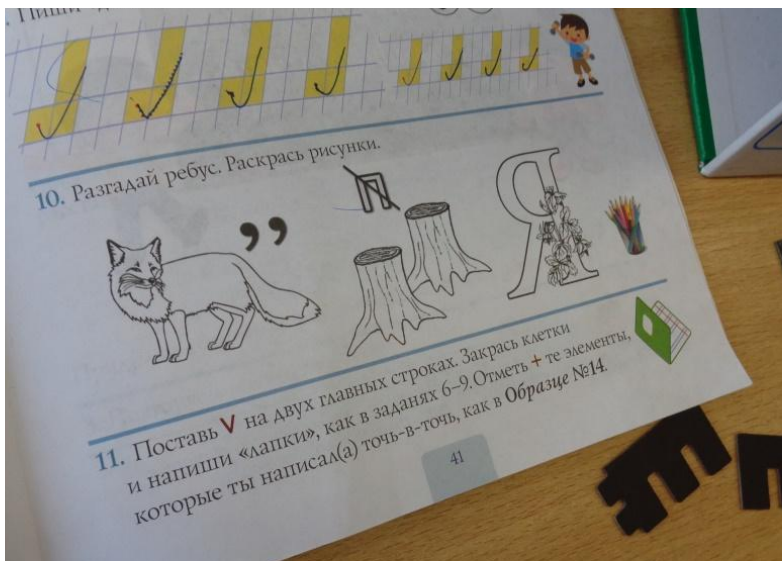 10. Разгадай ребус. Раскрась рисунки.
,,
П
Я
11. Поставь V на двух главных строках. Закрась клетки
и напиши «лапки», как в заданях 6–9. Отметь + те элементы,
которые ты написал(а) точь-в-точь, как в Образце №14.
41